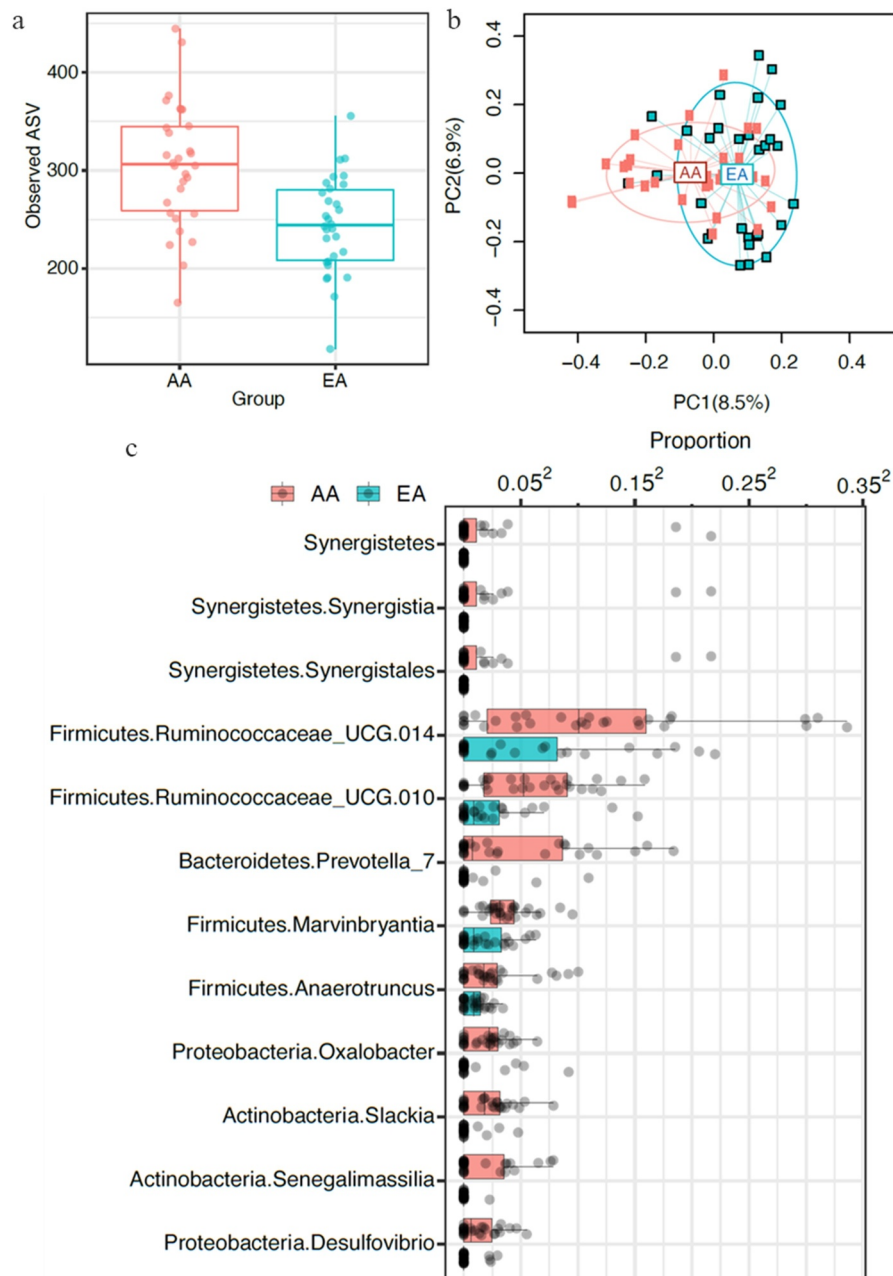 a
Observed ASV
400
300
200
AA
EA
Group
b
PC2(6.9%)
0.4
0.2
0.0
−0.2
−0.4
AA
EA
−0.4
−0.2
0.0
0.2
0.4
PC1(8.5%)
c
Proportion
0.05²
0.15²
0.25²
0.35²
AA
EA
Synergistetes
Synergistetes.Synergistia
Synergistetes.Synergistales
Firmicutes.Ruminococcaceae_UCG.014
Firmicutes.Ruminococcaceae_UCG.010
Bacteroidetes.Prevotella_7
Firmicutes.Marvinbryantia
Firmicutes.Anaerotruncus
Proteobacteria.Oxalobacter
Actinobacteria.Slackia
Actinobacteria.Senegalimassilia
Proteobacteria.Desulfovibrio